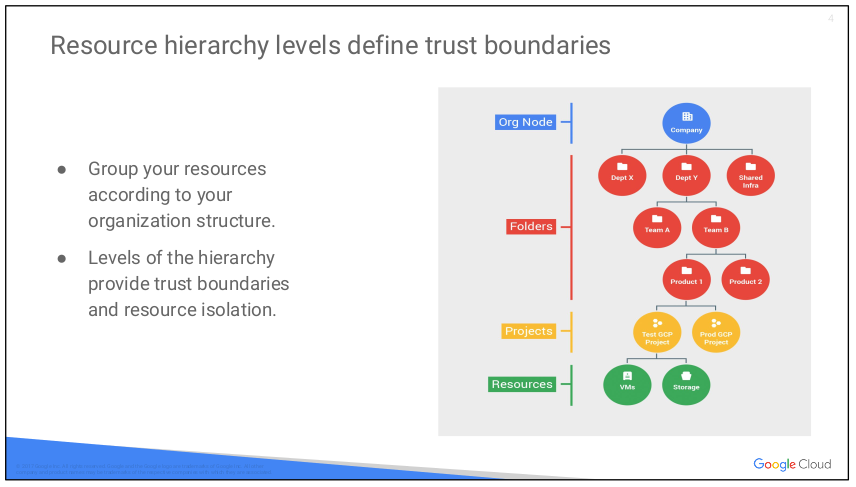 4
Resource hierarchy levels define trust boundaries
● Group your resources
according to your
organization structure.
● Levels of the hierarchy
provide trust boundaries
and resource isolation.
Org Node
Company
Folders
Dept X
Dept Y
Shared
Infra
Team A
Team B
Product 1
Product 2
Projects
Test GCP
Project
Prod GCP
Project
Resources
VMs
Storage
Google Cloud